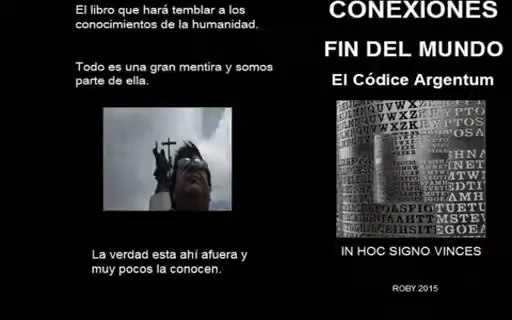 El libro que hará temblar a los
conocimientos de la humanidad.
Todo es una gran mentira y somos
parte de ella.
La verdad esta ahí afuera y
muy pocos la conocen.
CONEXIONES
FIN DEL MUNDO
El Códice Argentum
IN HOC SIGNO VINCES
ROBY 2015